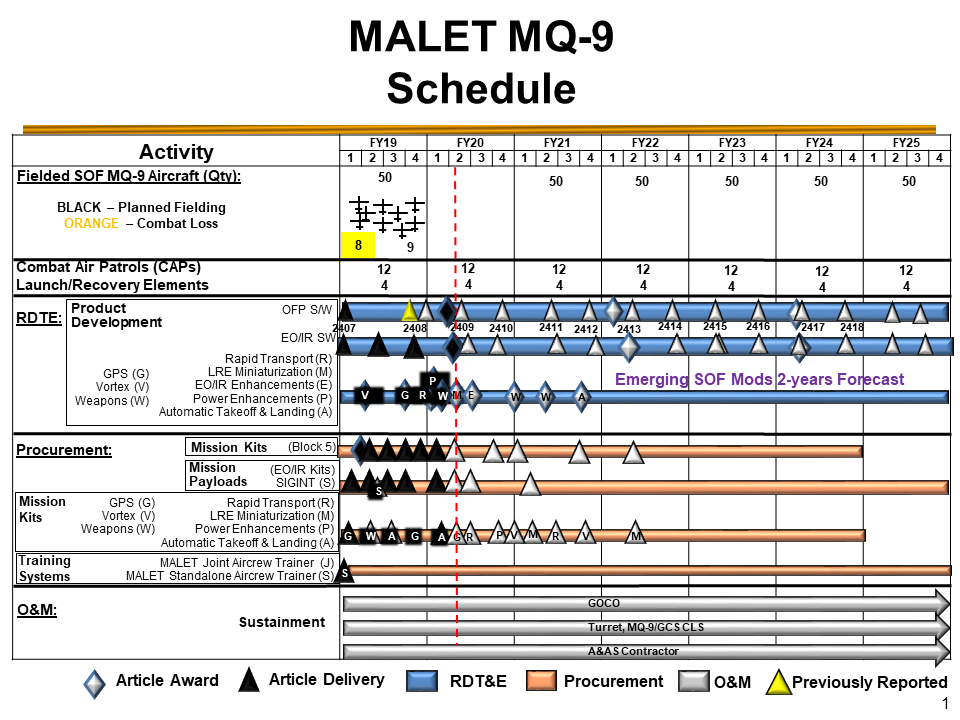 MALET MQ-9
Schedule
Activity
FY19 FY20 FY21 FY22 FY23 FY24 FY25
1 2 3 4 1 2 3 4 1 2 3 4 1 2 3 4 1 2 3 4 1 2 3 4 1 2 3 4
Fielded SOF MQ-9 Aircraft (Qty):
50 50 50 50 50 50
BLACK – Planned Fielding
ORANGE – Combat Loss
8 9
Combat Air Patrols (CAPs)
12 12 12 12 12 12 12
Launch/Recovery Elements
4 4 4 4 4 4 4
RDTE:
Product
Development
OFP S/W
2407 2408 2409 2410 2411 2412 2413 2414 2415 2416 2417 2418
EO/IR SW
Rapid Transport (R)
GPS (G) LRE Miniaturization (M)
Vortex (V) EO/IR Enhancements (E)
Weapons (W) Power Enhancements (P)
Automatic Takeoff & Landing (A)
Emerging SOF Mods 2-years Forecast
P
V G R W M E W W A
Procurement:
Mission Kits (Block 5)
Mission
Payloads
(EO/IR Kits)
SIGINT (S)
S
Mission
Kits
GPS (G) Rapid Transport (R)
Vortex (V) LRE Miniaturization (M)
Weapons (W) Power Enhancements (P)
Automatic Takeoff & Landing (A)
G W A G A G R P V M R V M
Training
Systems
MALET Joint Aircrew Trainer (J)
MALET Standalone Aircrew Trainer (S)
S
O&M:
Sustainment
GOCO
Turret, MQ-9/GCS CLS
A&AS Contractor
Article Award Article Delivery RDT&E Procurement O&M Previously Reported
1